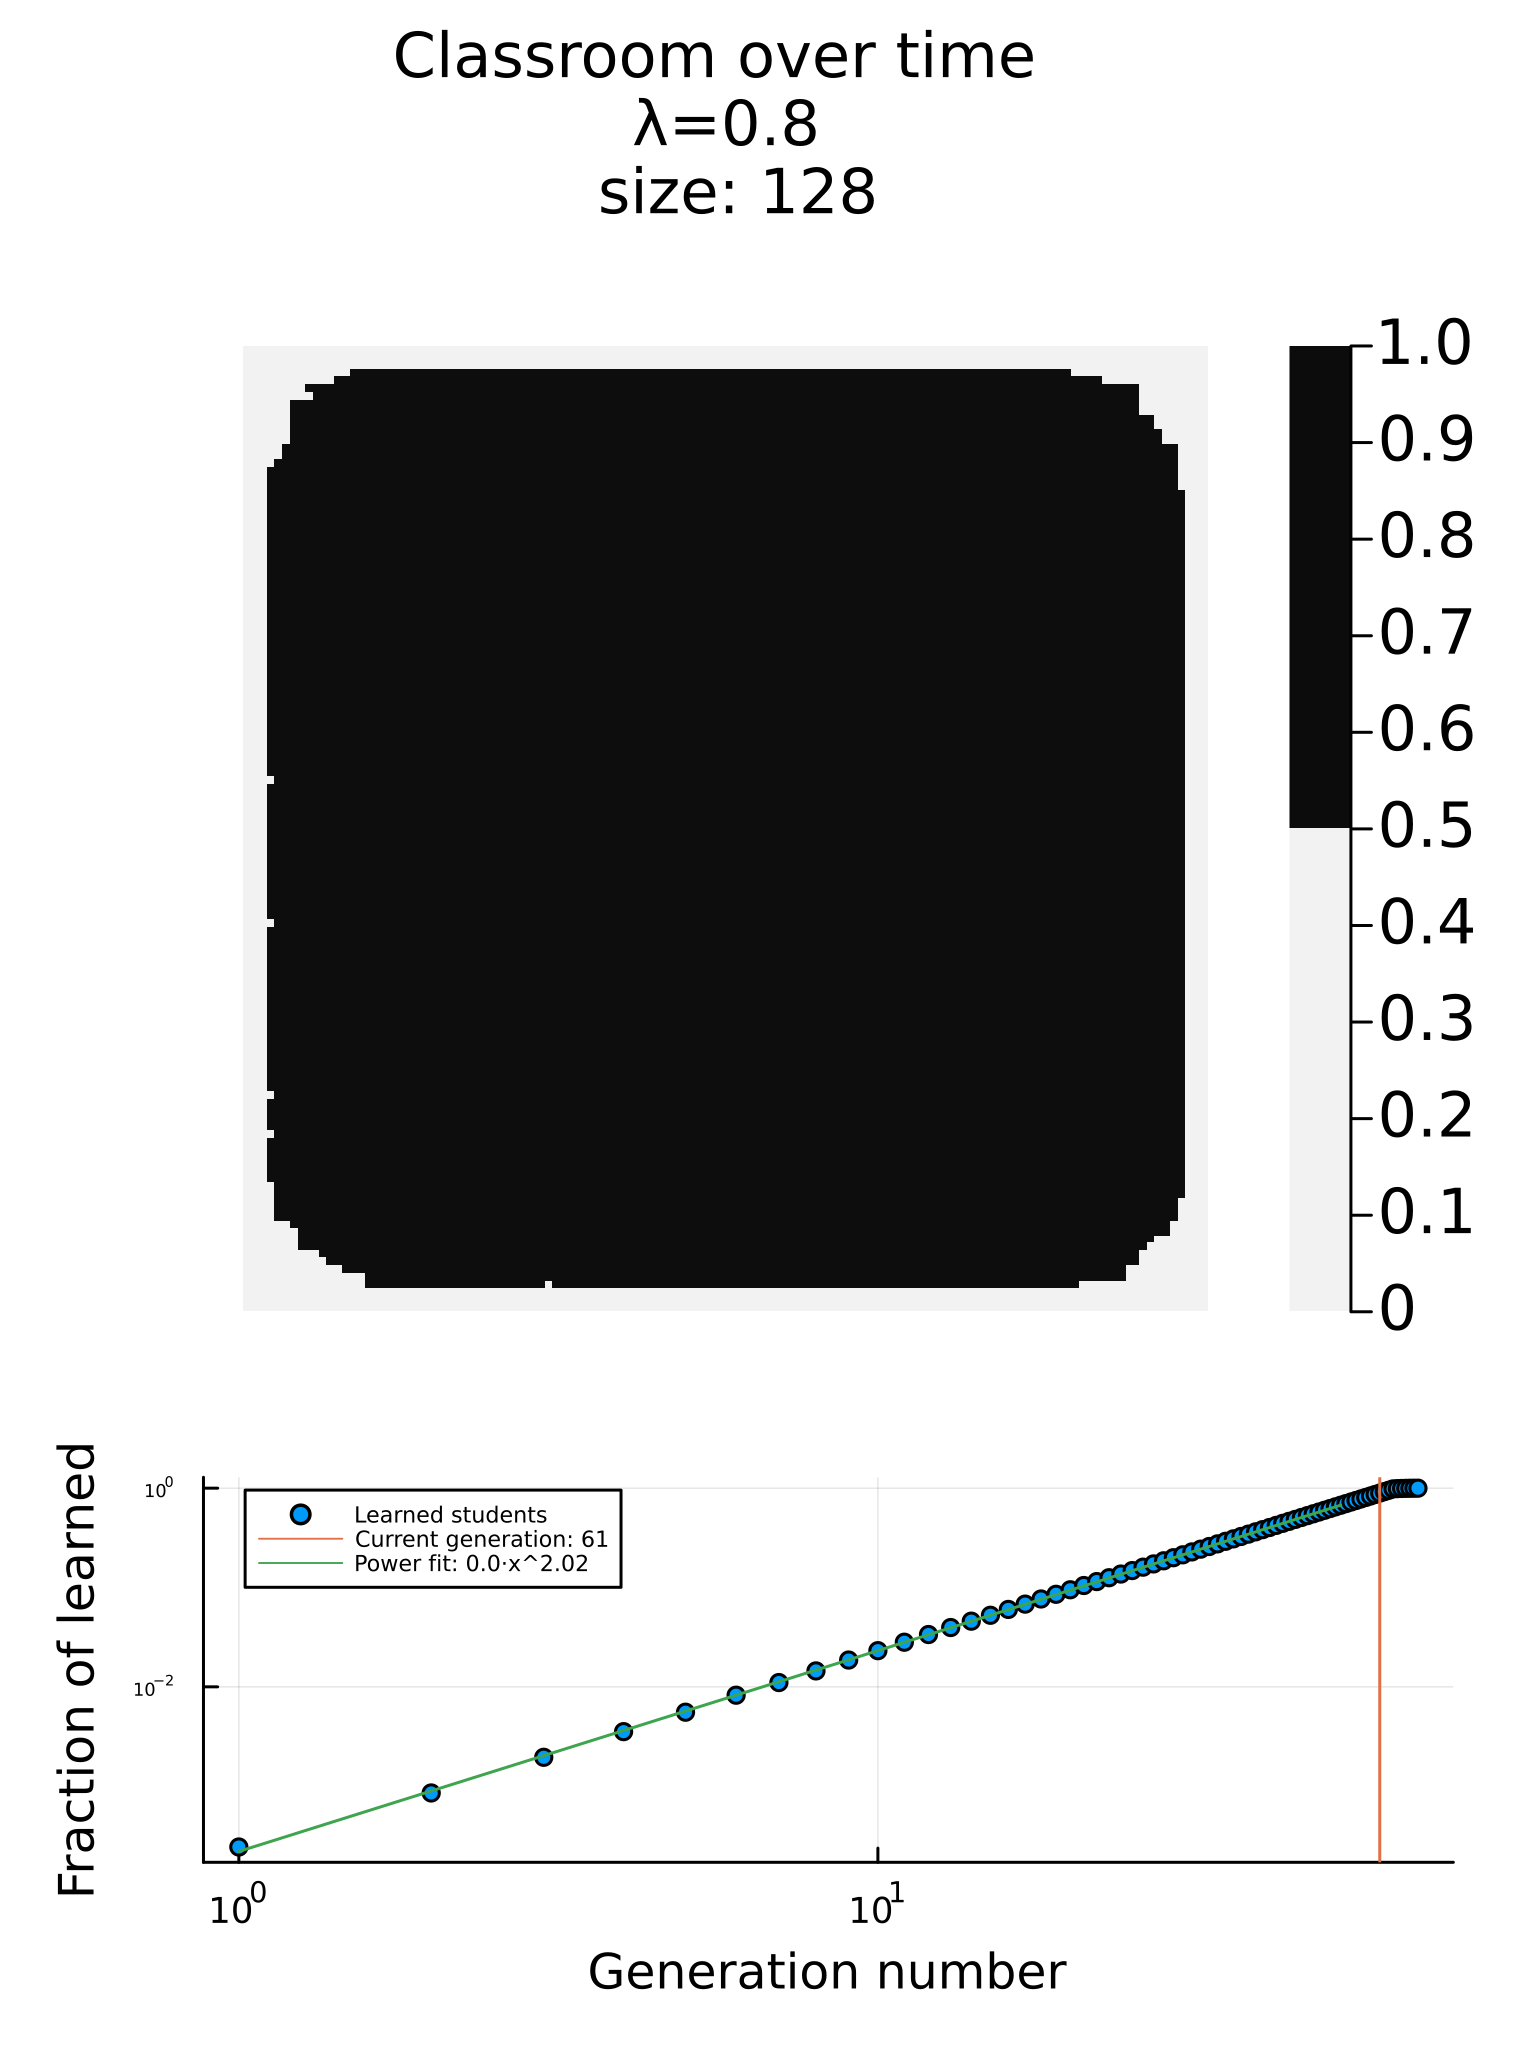 Classroom over time
λ=0.8
size: 128
1.0
0.9
0.8
0.7
0.6
0.5
0.4
0.3
0.2
0.1
0
Fraction of learned
10^0
10^-2
Learned students
Current generation: 61
Power fit: 0.0·x^2.02
10^0
10^1
Generation number